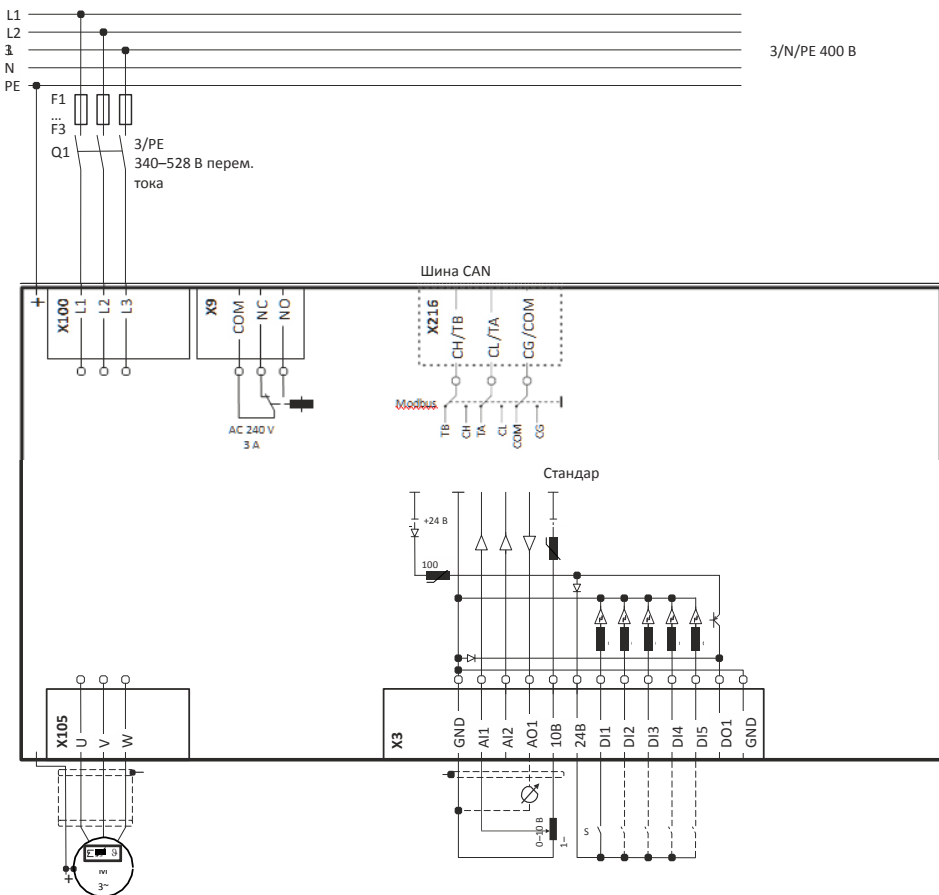 L1
L2
3/N/PE 400 В
N
PE
F1
...
F3
Q1
3/PE
340–528 В перем.
тока
Шина CAN
X100
L1
L2
L3
X9
COM
NC
NO
X216
CH/TB
CL/TA
CG/COM
Modbus
TB
CH
TA
CL
COM
CG
AC 240 V
3 A
Стандар
+24 В
100
X105
U
V
W
X3
GND
AI1
AI2
AO1
10В
24В
DI1
DI2
DI3
DI4
DI5
DO1
GND
0–10 В
1–
S
3~